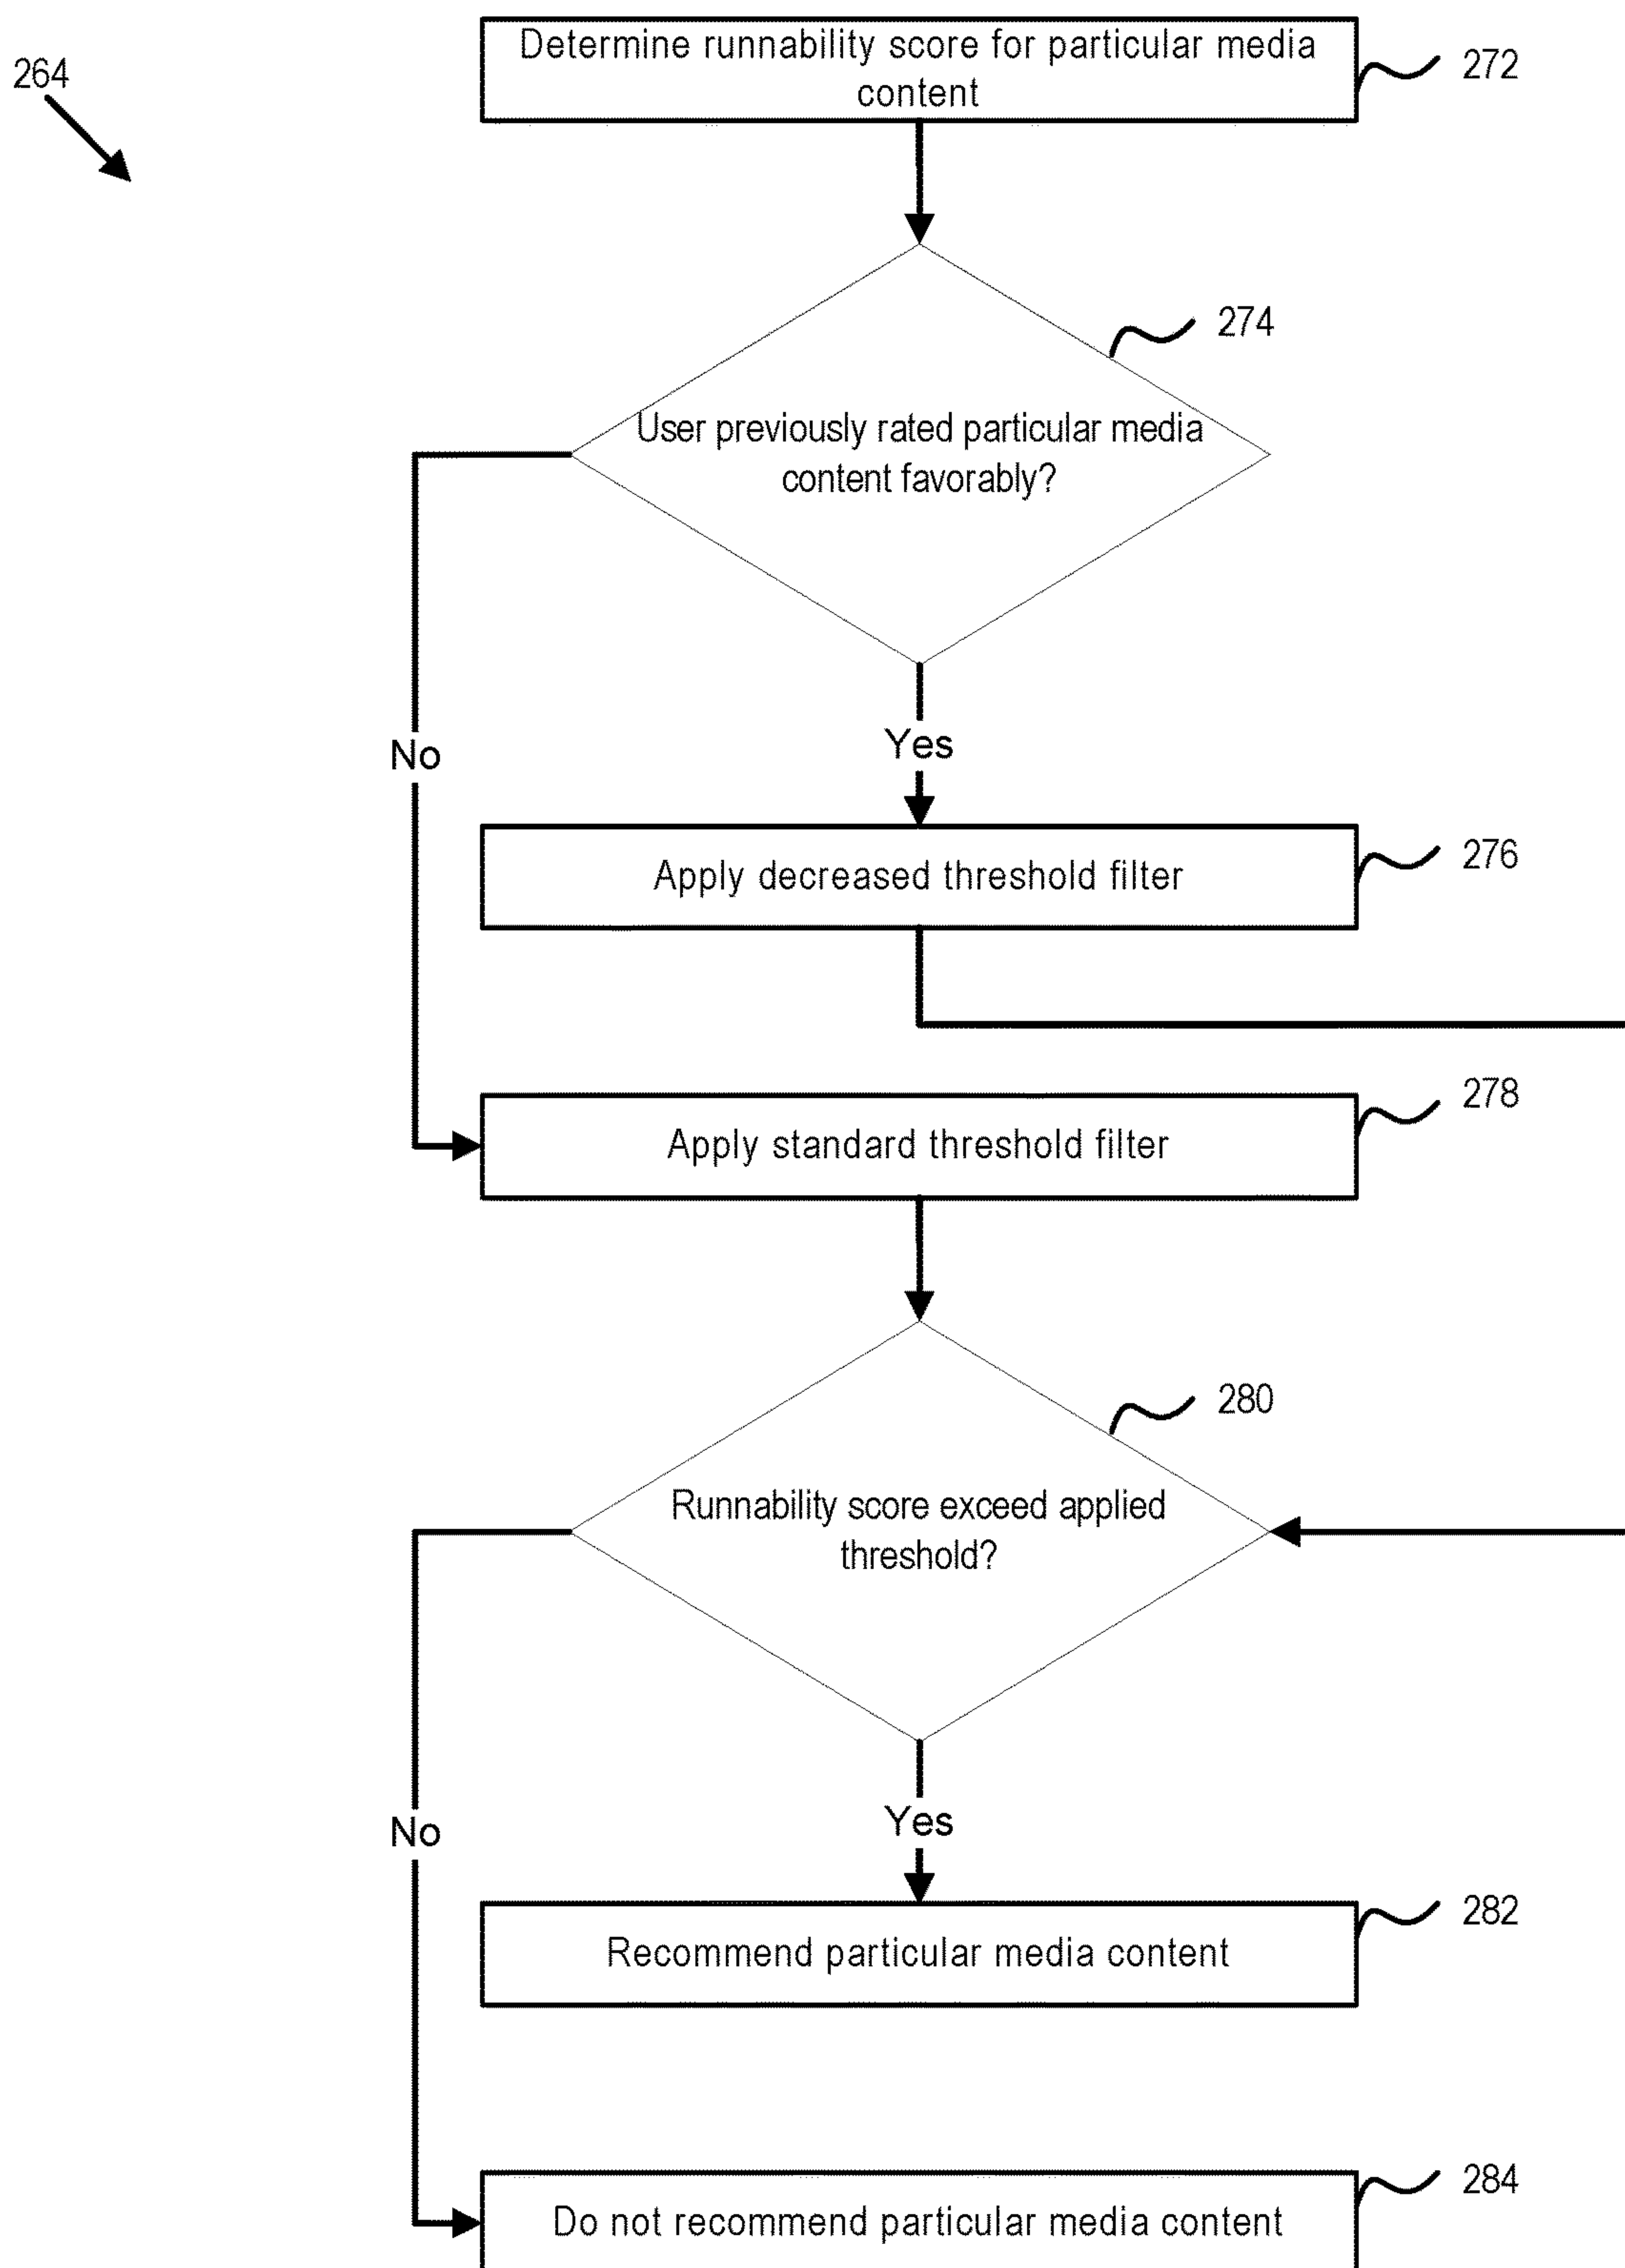 264
Determine runnability score for particular media
content
272
274
User previously rated particular media
content favorably?
No
Yes
Apply decreased threshold filter
276
278
Apply standard threshold filter
280
Runnability score exceed applied
threshold?
No
Yes
282
Recommend particular media content
284
Do not recommend particular media content